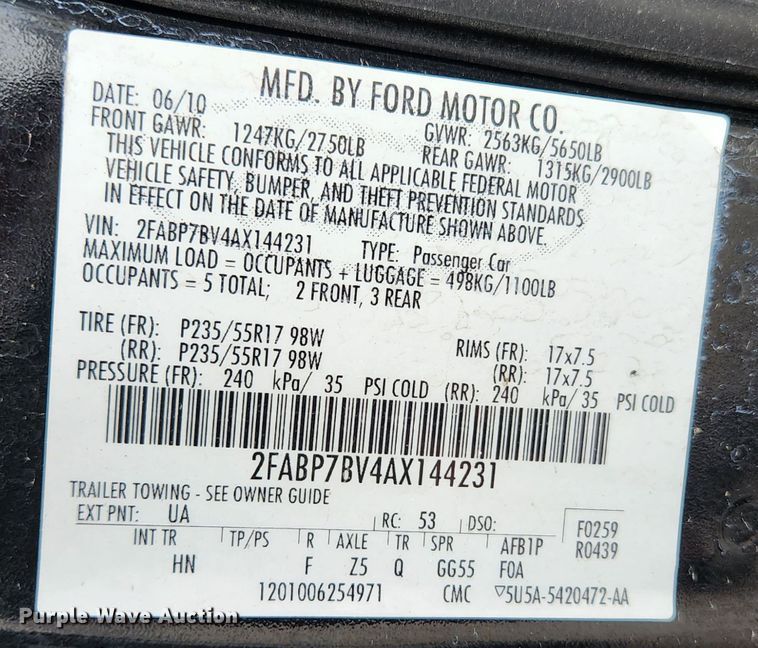 MFD. BY FORD MOTOR CO.
DATE: 06/10 GVWR: 2563KG/5650LB
FRONT GAWR: 1247KG/2750LB REAR GAWR: 1315KG/2900LB
THIS VEHICLE CONFORMS TO ALL APPLICABLE FEDERAL MOTOR
VEHICLE SAFETY, BUMPER, AND THEFT PREVENTION STANDARDS
IN EFFECT ON THE DATE OF MANUFACTURE SHOWN ABOVE.
VIN: 2FABP7BV4AX144231 TYPE: Passenger Car
MAXIMUM LOAD = OCCUPANTS + LUGGAGE = 498KG/1100LB
OCCUPANTS = 5 TOTAL; 2 FRONT, 3 REAR
TIRE (FR): P235/55R17 98W RIMS (FR): 17x7.5
(RR): P235/55R17 98W (RR): 17x7.5
PRESSURE (FR): 240 kPa/ 35 PSI COLD (RR): 240 kPa/ 35 PSI COLD
2FABP7BV4AX144231
TRAILER TOWING - SEE OWNER GUIDE
EXT PNT: UA RC: 53 DSO: F0259
INT TR TP/PS R AXLE TR SPR AFB1P R0439
HN F Z5 Q GG55 FOA
1201006254971 CMC ▽5U5A-5420472-AA
Purple Wave Auction